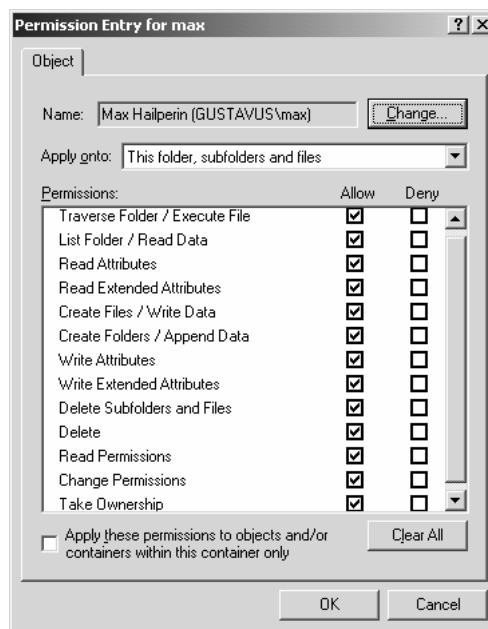 Permission Entry for max
Object
Name: Max Hailperin (GUSTAVUS\max) Change...
Apply onto: This folder, subfolders and files
Permissions: Allow Deny
Traverse Folder / Execute File
List Folder / Read Data
Read Attributes
Read Extended Attributes
Create Files / Write Data
Create Folders / Append Data
Write Attributes
Write Extended Attributes
Delete Subfolders and Files
Delete
Read Permissions
Change Permissions
Take Ownership
Apply these permissions to objects and/or Clear All
containers within this container only
OK Cancel